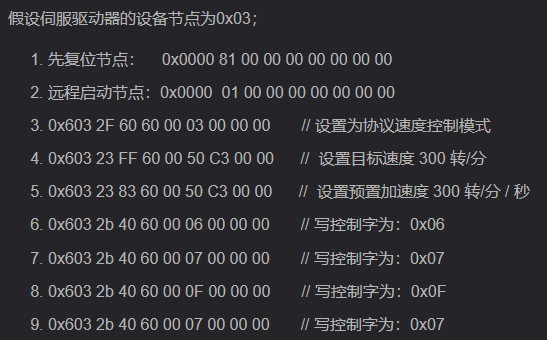 假设伺服驱动器的设备节点为0x03；
1. 先复位节点： 0x0000 81 00 00 00 00 00 00 00
2. 远程启动节点：0x0000 01 00 00 00 00 00 00 00
3. 0x603 2F 60 60 00 03 00 00 00 // 设置为协议速度控制模式
4. 0x603 23 FF 60 00 50 C3 00 00 // 设置目标速度 300 转/分
5. 0x603 23 83 60 00 50 C3 00 00 // 设置预置加速度 300 转/分 / 秒
6. 0x603 2b 40 60 00 06 00 00 00 // 写控制字为：0x06
7. 0x603 2b 40 60 00 07 00 00 00 // 写控制字为：0x07
8. 0x603 2b 40 60 00 0F 00 00 00 // 写控制字为：0x0F
9. 0x603 2b 40 60 00 07 00 00 00 // 写控制字为：0x07